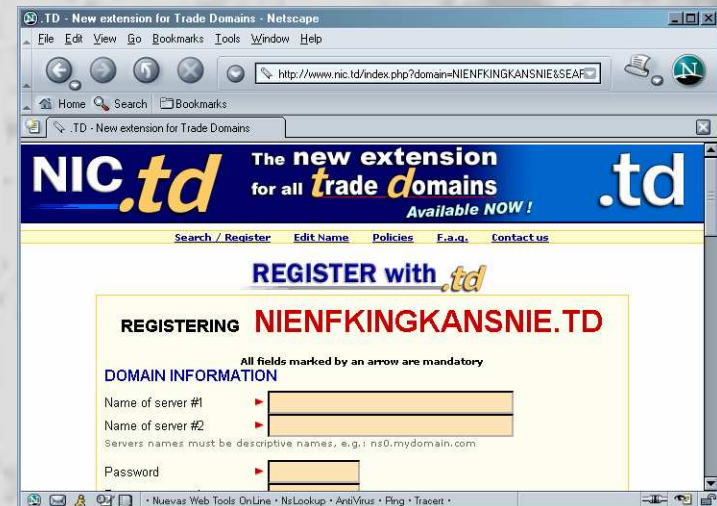 .TD - New extension for Trade Domains - Netscape
File Edit View Go Bookmarks Tools Window Help
http://www.nic.td/index.php?domain=NIENFKINGKANSNIE&SEAR
Home Search Bookmarks
.TD - New extension for Trade Domains
NIC.td The new extension for all trade domains Available NOW ! .td
Search / Register Edit Name Policies F.a.q. Contact us
REGISTER with .td
REGISTERING NIENFKINGKANSNIE.TD
All fields marked by an arrow are mandatory
DOMAIN INFORMATION
Name of server #1
Name of server #2
Servers names must be descriptive names, e.g.: ns0.mydomain.com
Password
• Nuevas Web Tools OnLine • NsLookup • AntiVirus • Ping • Tracert •